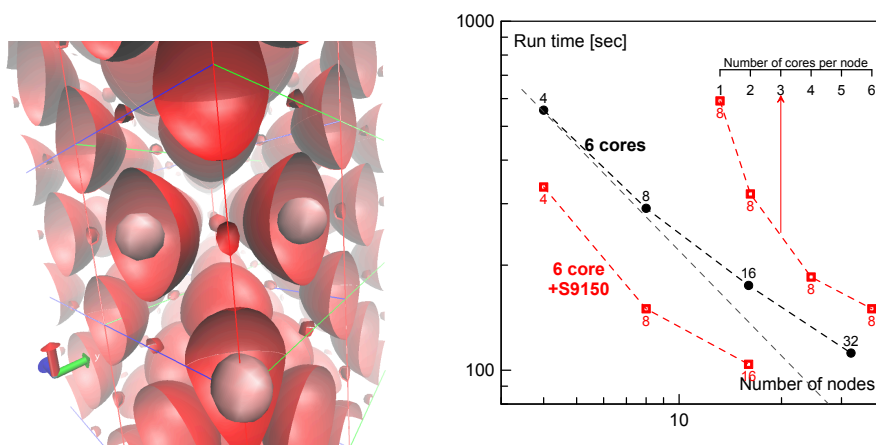 1000
Run time [sec]
Number of cores per node
1 2 3 4 5 6
4
6 cores
8
8
8
4
8
6 core
+S9150
16
8
8
8
32
16
100
Number of nodes
10
y